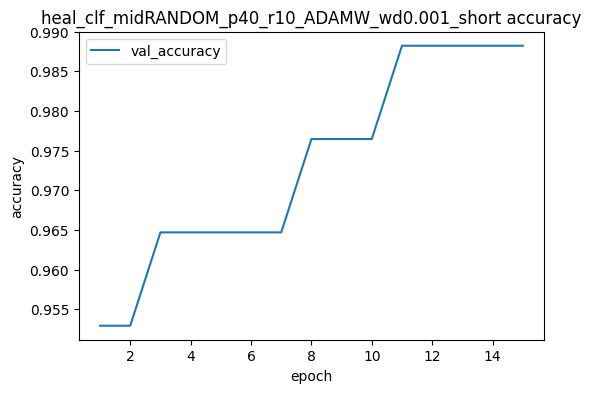 heal_clf_midRANDOM_p40_r10_ADAMW_wd0.001_short accuracy
val_accuracy
accuracy
0.990
0.985
0.980
0.975
0.970
0.965
0.960
0.955
2 4 6 8 10 12 14
epoch